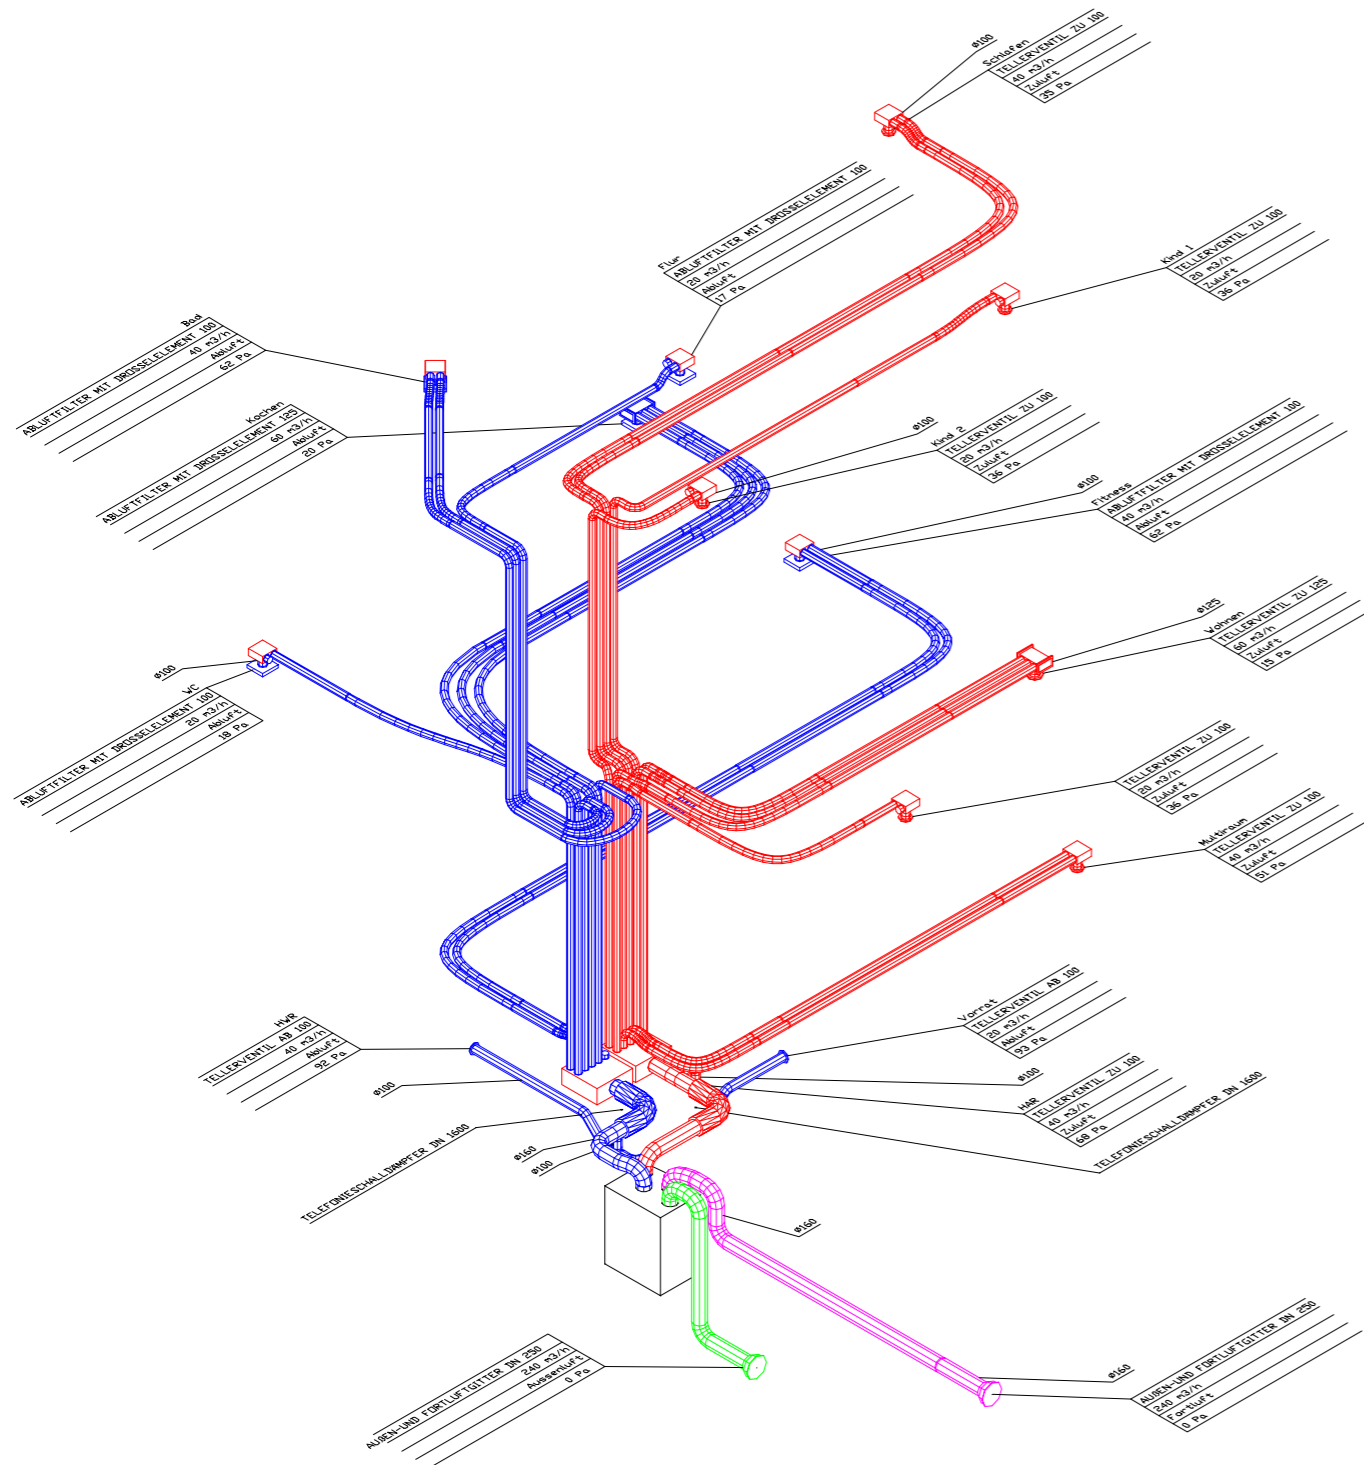 ø100
Schlafen
TELLERVENTIL ZU 100
40 m3/h
Zuluft
35 Pa
Flur
ABLUFTFILTER MIT DROSSELELEMENT 100
20 m3/h
Abluft
17 Pa
Kind 1
TELLERVENTIL ZU 100
20 m3/h
Zuluft
36 Pa
Bad
ABLUFTFILTER MIT DROSSELELEMENT 100
40 m3/h
Abluft
62 Pa
Kochen
ABLUFTFILTER MIT DROSSELELEMENT 125
60 m3/h
Abluft
20 Pa
ø100
Kind 2
TELLERVENTIL ZU 100
20 m3/h
Zuluft
36 Pa
ø100
Fitness
ABLUFTFILTER MIT DROSSELELEMENT 100
40 m3/h
Abluft
62 Pa
ø125
Wohnen
TELLERVENTIL ZU 125
60 m3/h
Zuluft
15 Pa
ø100
WC
ABLUFTFILTER MIT DROSSELELEMENT 100
20 m3/h
Abluft
18 Pa
TELLERVENTIL ZU 100
20 m3/h
Zuluft
36 Pa
Multiraum
TELLERVENTIL ZU 100
40 m3/h
Zuluft
51 Pa
HWR
TELLERVENTIL AB 100
40 m3/h
Abluft
92 Pa
ø100
Vorrat
TELLERVENTIL AB 100
20 m3/h
Abluft
93 Pa
ø100
HAR
TELLERVENTIL ZU 100
40 m3/h
Zuluft
68 Pa
TELEFONIESCHALLDÄMPFER DN 1600
TELEFONIESCHALLDÄMPFER DN 1600
ø160
ø100
ø160
AUßEN-UND FORTLUFTGITTER DN 250
240 m3/h
Aussenluft
0 Pa
ø160
AUßEN-UND FORTLUFTGITTER DN 250
240 m3/h
Fortluft
0 Pa